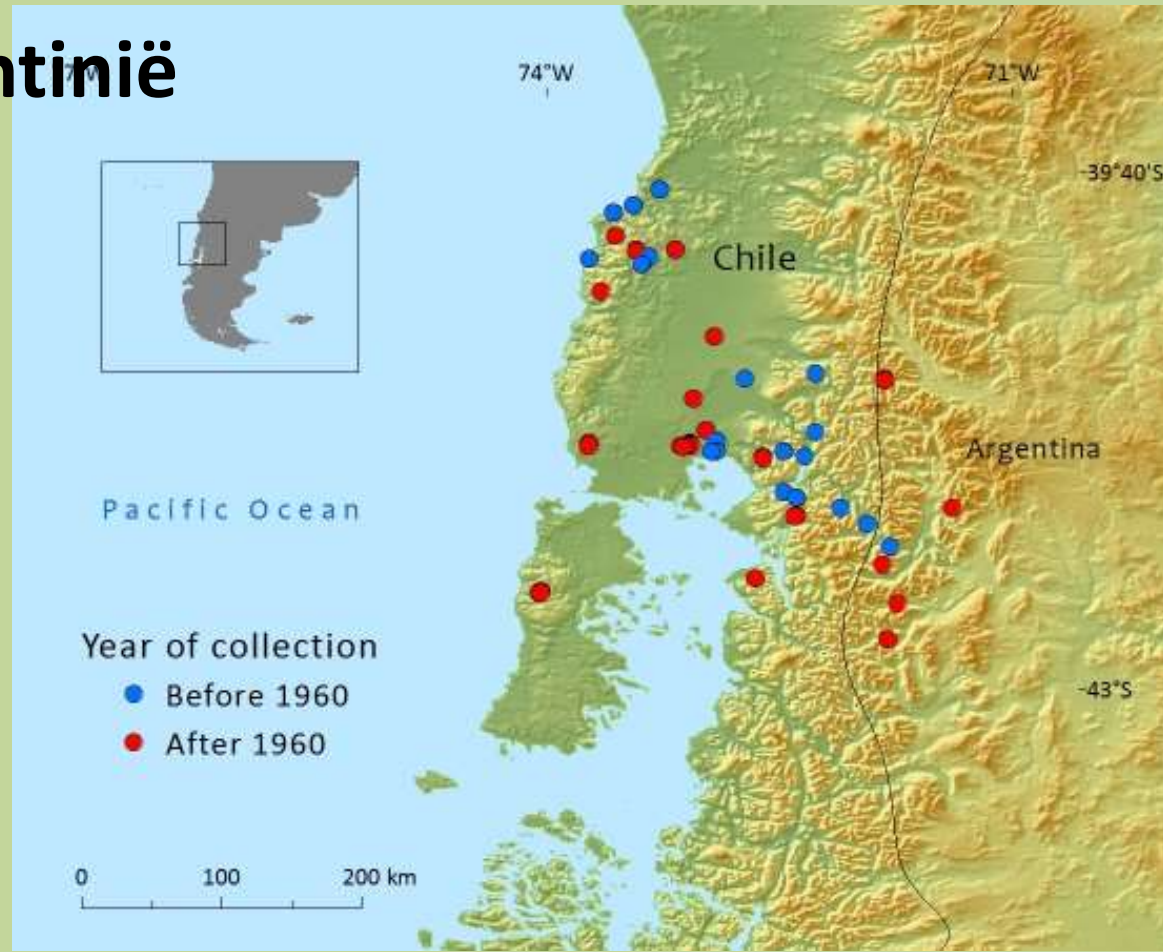 ntinië
74°W
71°W
-39°40'S
Chile
Argentina
Pacific Ocean
Year of collection
Before 1960
After 1960
-43°S
0 100 200 km